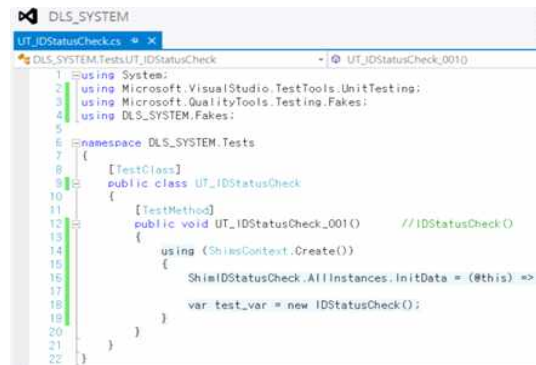 DLS_SYSTEM
UT_IDStatusCheck.cs
DLS_SYSTEM.Tests.UT_IDStatusCheck UT_IDStatusCheck_001()
1 using System;
2 using Microsoft.VisualStudio.TestTools.UnitTesting;
3 using Microsoft.QualityTools.Testing.Fakes;
4 using DLS_SYSTEM.Fakes;
5
6 namespace DLS_SYSTEM.Tests
7 {
8 [TestClass]
9 public class UT_IDStatusCheck
10 {
11 [TestMethod]
12 public void UT_IDStatusCheck_001() //IDStatusCheck()
13 {
14 using (ShimsContext.Create())
15 {
16 ShimIDStatusCheck.AllInstances.InitData = (@this) =>
17
18 var test_var = new IDStatusCheck();
19 }
20 }
21 }
22 }